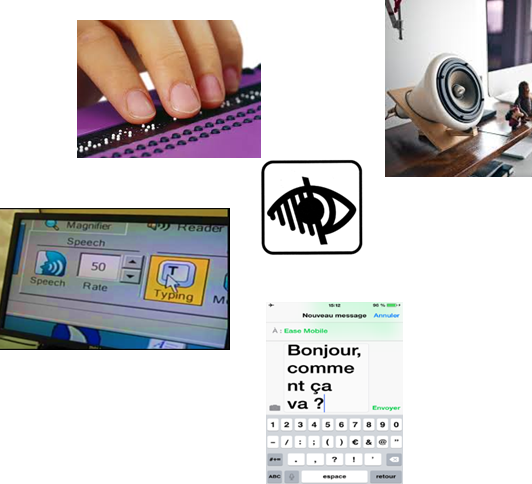 Magnifier
Reader
Speech
50
Speech
Rate
T
Typing
15:12
Nouveau message
Annuler
À : Ease Mobile
Bonjour,
comme
nt ça
va ?
Envoyer
1 2 3 4 5 6 7 8 9 0
- / : ; ( ) € & @ "
#+= . , ? ! '
ABC espace retour